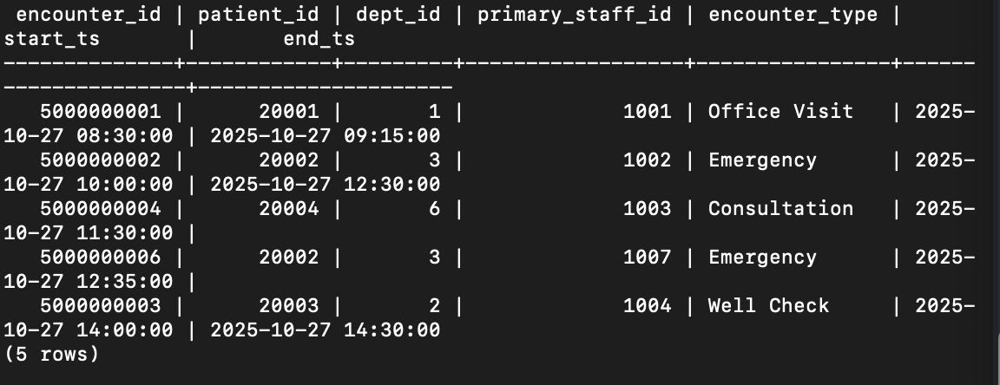 encounter_id | patient_id | dept_id | primary_staff_id | encounter_type |
start_ts       |       end_ts
--------------+------------+---------+------------------+----------------+------
---------------+---------------------
   5000000001 |      20001 |       1 |             1001 | Office Visit   | 2025-
10-27 08:30:00 | 2025-10-27 09:15:00
   5000000002 |      20002 |       3 |             1002 | Emergency      | 2025-
10-27 10:00:00 | 2025-10-27 12:30:00
   5000000004 |      20004 |       6 |             1003 | Consultation   | 2025-
10-27 11:30:00 |
   5000000006 |      20002 |       3 |             1007 | Emergency      | 2025-
10-27 12:35:00 |
   5000000003 |      20003 |       2 |             1004 | Well Check     | 2025-
10-27 14:00:00 | 2025-10-27 14:30:00
(5 rows)